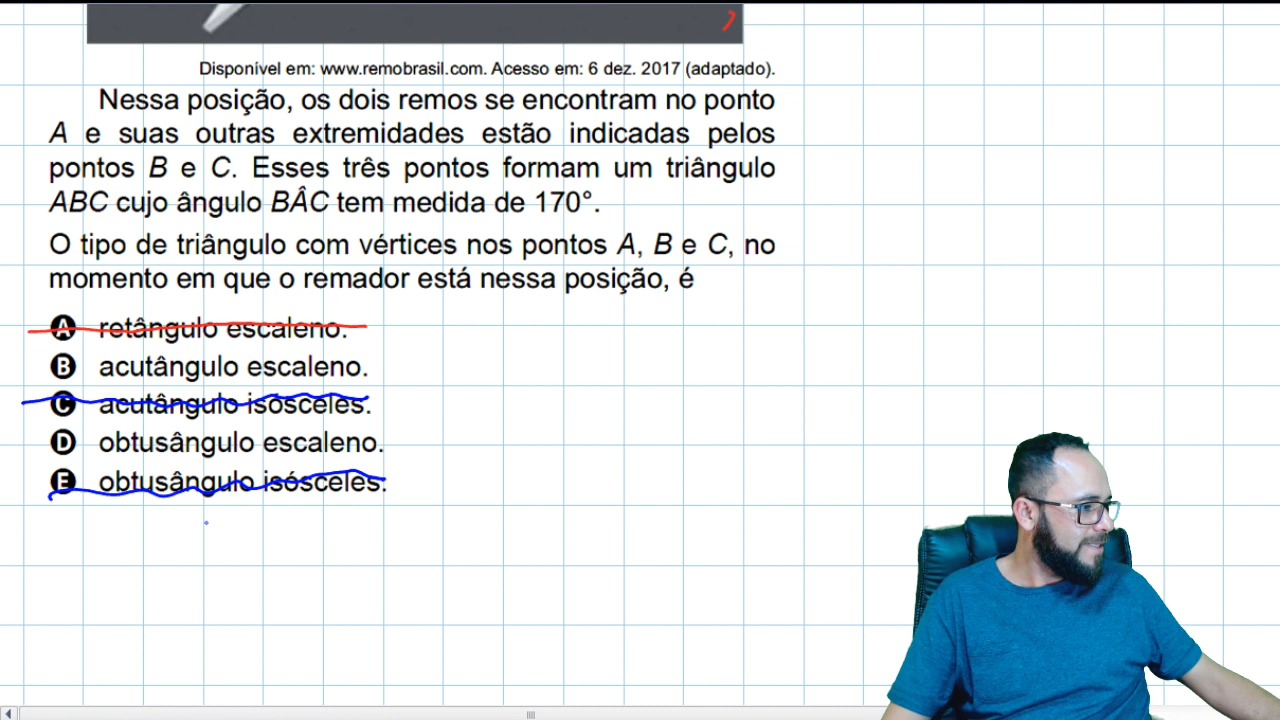 Disponível em: www.remobrasil.com. Acesso em: 6 dez. 2017 (adaptado).
Nessa posição, os dois remos se encontram no ponto
A e suas outras extremidades estão indicadas pelos
pontos B e C. Esses três pontos formam um triângulo
ABC cujo ângulo BÂC tem medida de 170°.
O tipo de triângulo com vértices nos pontos A, B e C, no
momento em que o remador está nessa posição, é
A retângulo escaleno.
B acutângulo escaleno.
C acutângulo isósceles.
D obtusângulo escaleno.
E obtusângulo isósceles.